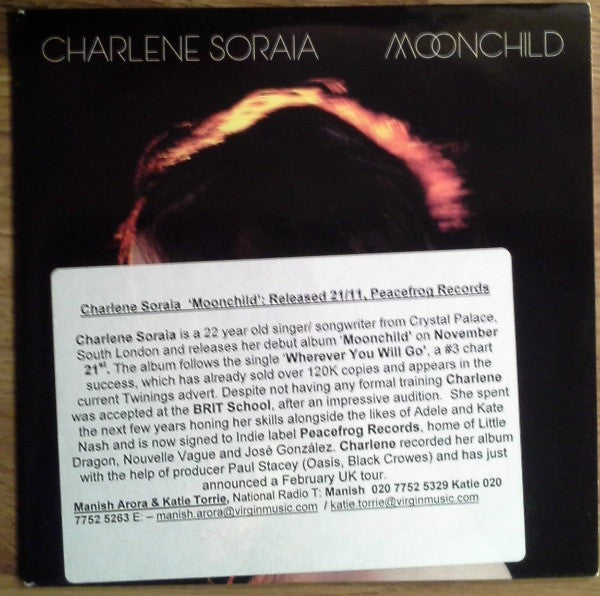 CHARLENE SORAIA MOONCHILD
Charlene Soraia 'Moonchild': Released 21/11, Peacefrog Records
Charlene Soraia is a 22 year old singer/ songwriter from Crystal Palace,
South London and releases her debut album 'Moonchild' on November
21st. The album follows the single 'Wherever You Will Go', a #3 chart
success, which has already sold over 120K copies and appears in the
current Twinings advert. Despite not having any formal training Charlene
was accepted at the BRIT School, after an impressive audition. She spent
the next few years honing her skills alongside the likes of Adele and Kate
Nash and is now signed to Indie label Peacefrog Records, home of Little
Dragon, Nouvelle Vague and José González. Charlene recorded her album
with the help of producer Paul Stacey (Oasis, Black Crowes) and has just
announced a February UK tour.
Manish Arora & Katie Torrie, National Radio T: Manish 020 7752 5329 Katie 020
7752 5263 E: – manish.arora@virginmusic.com / katie.torrie@virginmusic.com